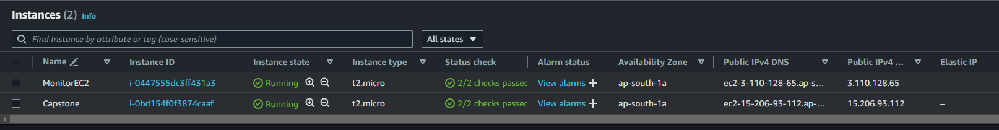 Instances (2) Info
Find Instance by attribute or tag (case-sensitive)
All states
Name Instance ID Instance state Instance type Status check Alarm status Availability Zone Public IPv4 DNS Public IPv4 ... Elastic IP
MonitorEC2 i-0447555dc3ff431a3 Running t2.micro 2/2 checks passed View alarms + ap-south-1a ec2-3-110-128-65.ap-s... 3.110.128.65 –
Capstone i-0bd154f0f3874caaf Running t2.micro 2/2 checks passed View alarms + ap-south-1a ec2-15-206-93-112.ap-... 15.206.93.112 –